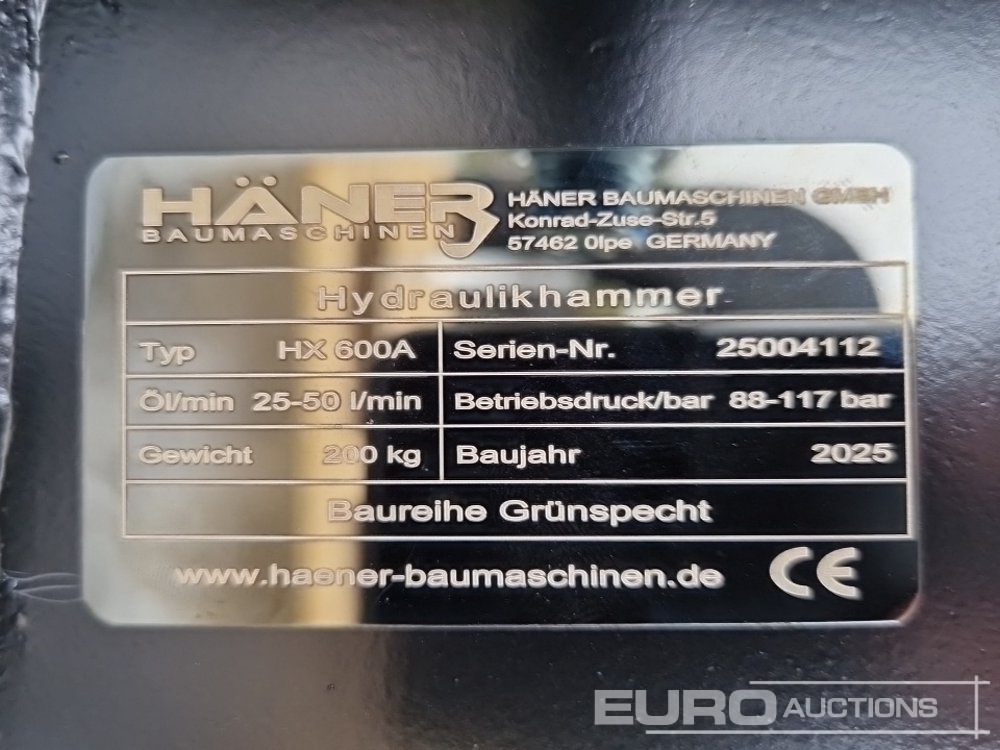 HÄNER
BAUMASCHINEN
HÄNER BAUMASCHINEN GMBH
Konrad-Zuse-Str.5
57462 Olpe GERMANY
Hydraulikhammer
Typ HX 600A Serien-Nr. 25004112
Öl/min 25-50 l/min Betriebsdruck/bar 88-117 bar
Gewicht 200 kg Baujahr 2025
Baureihe Grünspecht
www.haener-baumaschinen.de CE
EURO AUCTIONS